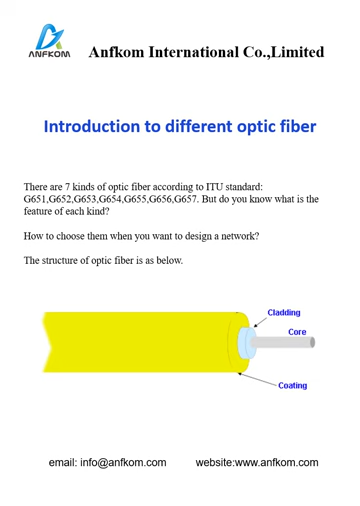 ANFKOM
Anfkom International Co.,Limited
Introduction to different optic fiber
There are 7 kinds of optic fiber according to ITU standard:
G651,G652,G653,G654,G655,G656,G657. But do you know what is the
feature of each kind?
How to choose them when you want to design a network?
The structure of optic fiber is as below.
Cladding
Core
Coating
email: info@anfkom.com website:www.anfkom.com